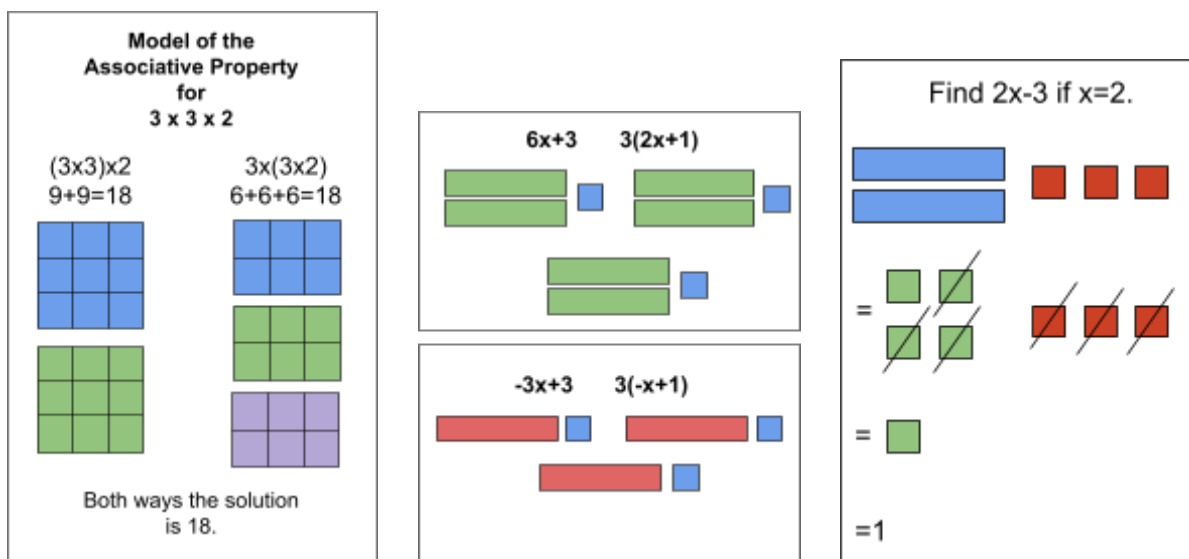 Model of the
Associative Property
for
3 x 3 x 2
(3x3)x2
9+9=18
3x(3x2)
6+6+6=18
Both ways the solution
is 18.
6x+3 3(2x+1)
-3x+3 3(-x+1)
Find 2x-3 if x=2.
=
=
=1